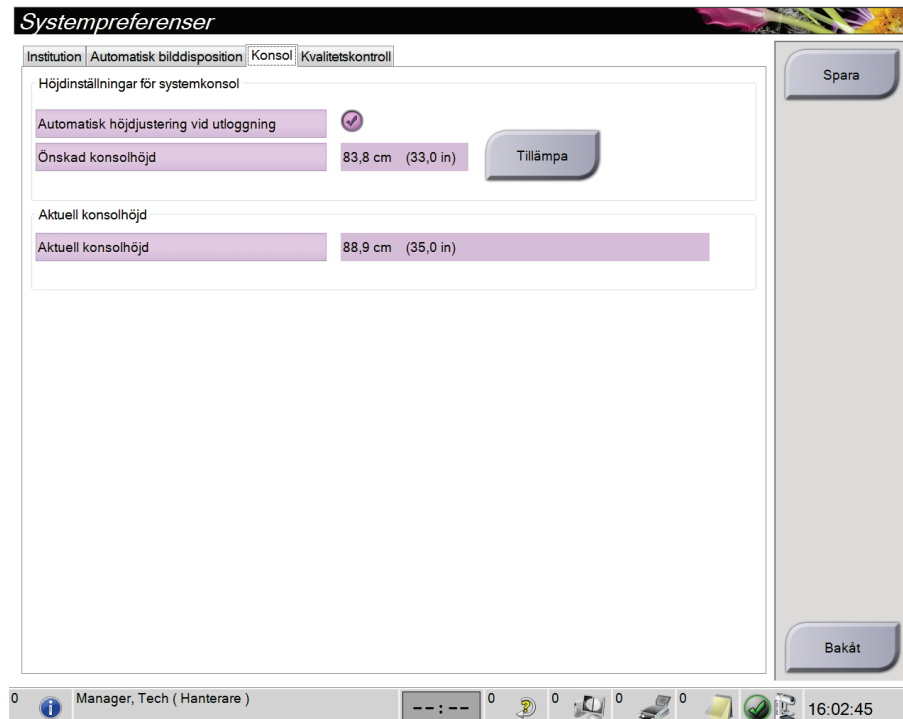 Systempreferenser
Institution Automatisk bilddisposition Konsol Kvalitetskontroll
Spara
Höjdinställningar för systemkonsol
Automatisk höjdjustering vid utloggning
Önskad konsolhöjd 83,8 cm (33,0 in) Tillämpa
Aktuell konsolhöjd
Aktuell konsolhöjd 88,9 cm (35,0 in)
Bakåt
0 Manager, Tech ( Hanterare ) --:-- 0 0 0 0 16:02:45